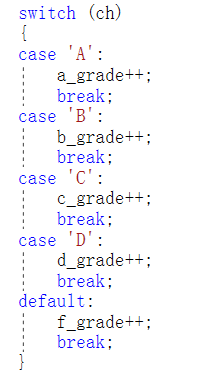 switch (ch)
{
case 'A':
    a_grade++;
    break;
case 'B':
    b_grade++;
    break;
case 'C':
    c_grade++;
    break;
case 'D':
    d_grade++;
    break;
default:
    f_grade++;
    break;
}